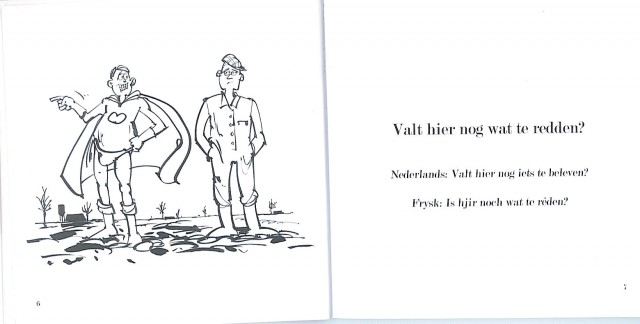 6
Valt hier nog wat te redden?
Nederlands: Valt hier nog iets te beleven?
Frysk: Is hjir noch wat te rêden?